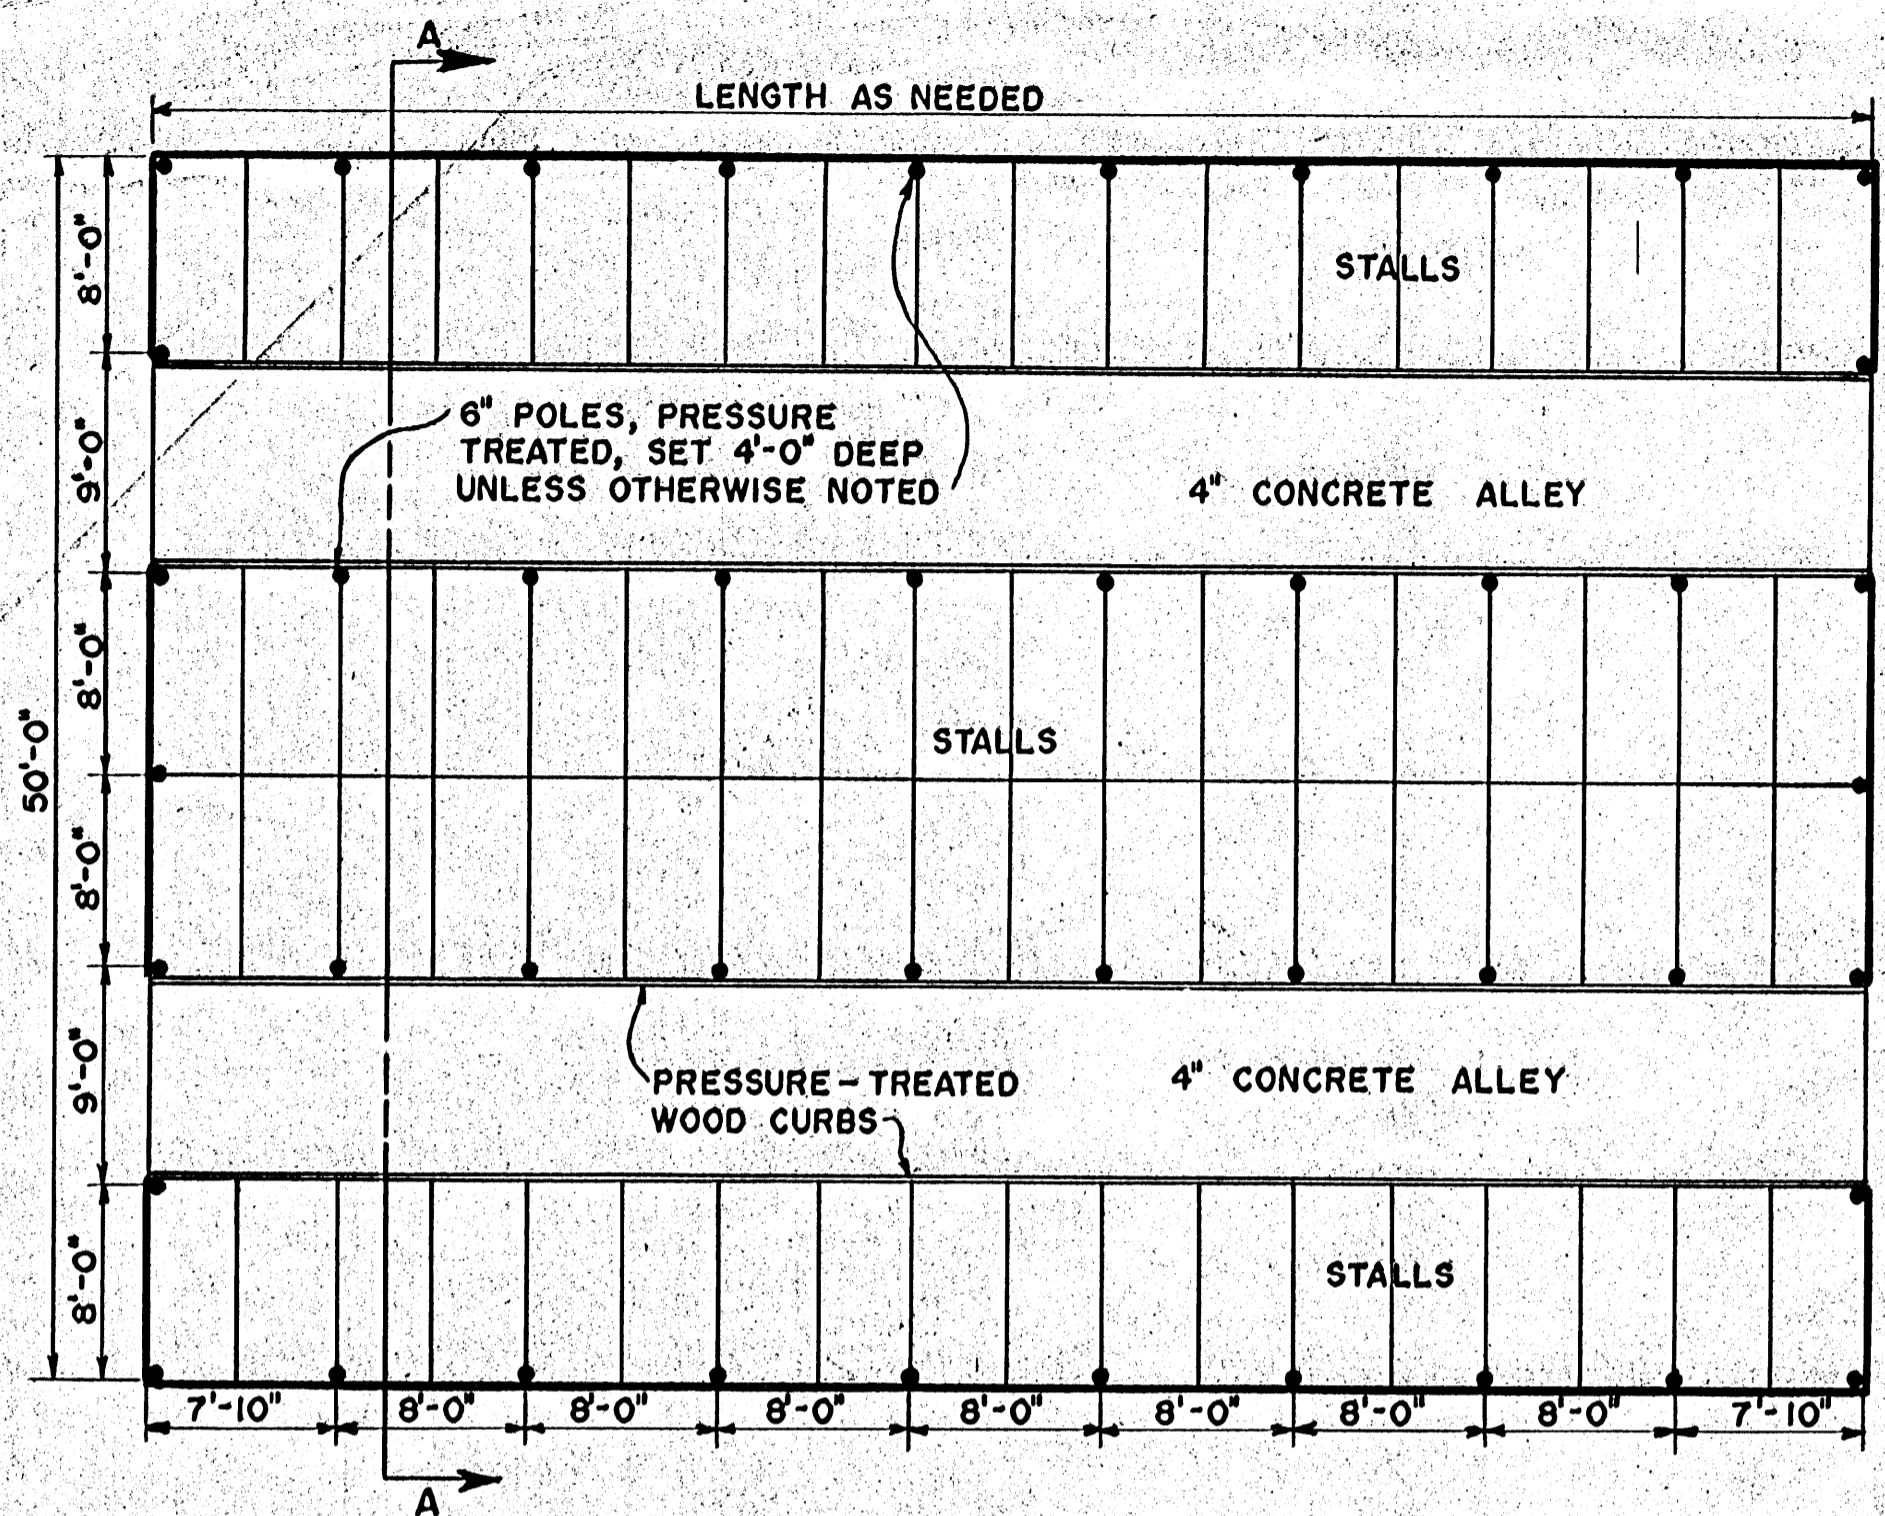 A
LENGTH AS NEEDED
8'-0"
STALLS
9'-0"
6" POLES, PRESSURE
TREATED, SET 4'-0" DEEP
UNLESS OTHERWISE NOTED
4" CONCRETE ALLEY
8'-0"
50'-0"
STALLS
8'-0"
9'-0"
PRESSURE-TREATED
WOOD CURBS
4" CONCRETE ALLEY
8'-0"
STALLS
7'-10" 8'-0" 8'-0" 8'-0" 8'-0" 8'-0" 8'-0" 8'-0" 7'-10"
A